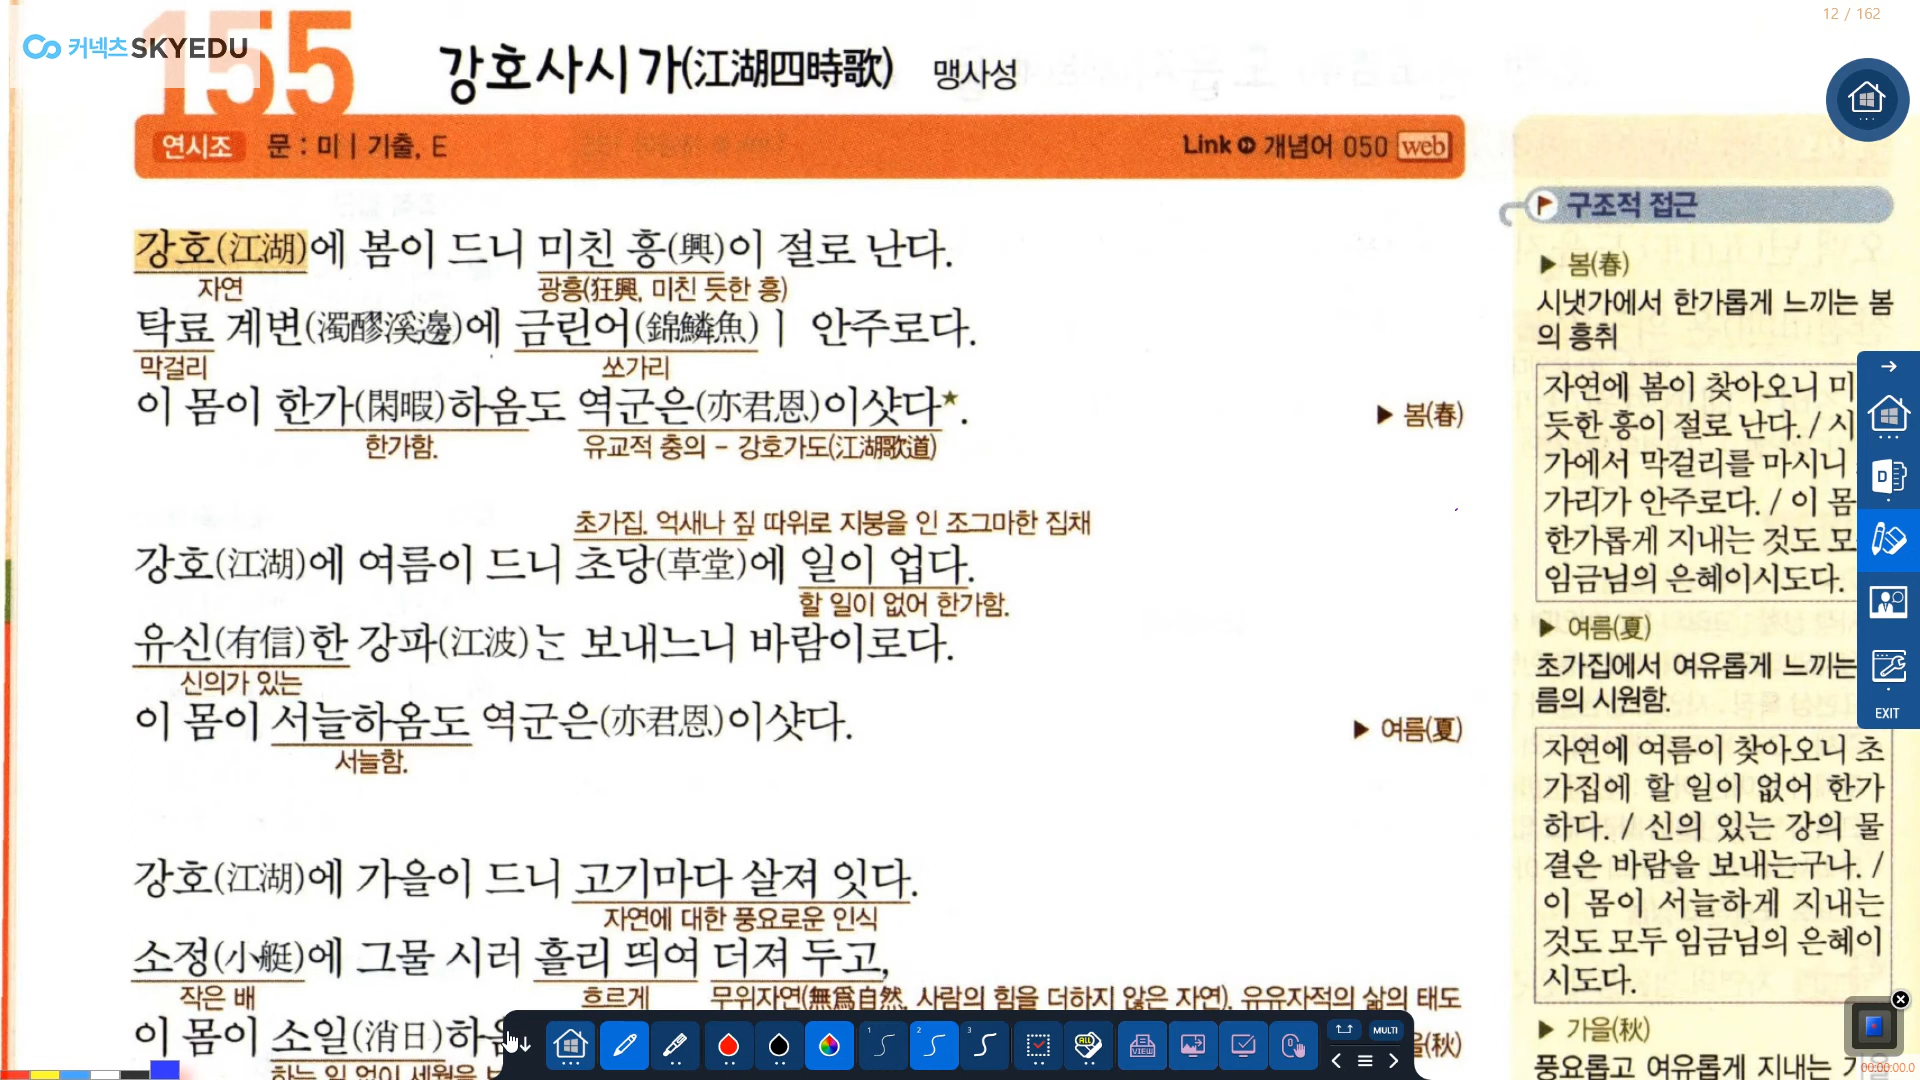 12 / 162
커넥츠 SKYEDU
155 강호사시가(江湖四時歌) 맹사성
연시조 문 : 미 | 기출, E Link 개념어 050 web
강호(江湖)에 봄이 드니 미친 흥(興)이 절로 난다.
자연 광흥(狂興, 미친 듯한 흥)
탁료 계변(濁醪溪邊)에 금린어(錦鱗魚)ㅣ 안주로다.
막걸리 쏘가리
이 몸이 한가(閑暇)하옴도 역군은(亦君恩)이샷다★.
▶ 봄(春)
한가함. 유교적 충의 - 강호가도(江湖歌道)
초가집. 억새나 짚 따위로 지붕을 인 조그마한 집채
강호(江湖)에 여름이 드니 초당(草堂)에 일이 업다.
할 일이 없어 한가함.
유신(有信)한 강파(江波)는 보내느니 바람이로다.
신의가 있는
이 몸이 서늘하옴도 역군은(亦君恩)이샷다.
▶ 여름(夏)
서늘함.
강호(江湖)에 가을이 드니 고기마다 살져 잇다.
자연에 대한 풍요로운 인식
소정(小艇)에 그물 시러 흘리 띄여 더져 두고,
작은 배 흐르게 무위자연(無爲自然, 사람의 힘을 더하지 않은 자연). 유유자적의 삶의 태도
이 몸이 소일(消日)하
(秋)
하는 일 없이 세월을
구조적 접근
▶ 봄(春)
시냇가에서 한가롭게 느끼는 봄
의 흥취
자연에 봄이 찾아오니 미
듯한 흥이 절로 난다. / 시
가에서 막걸리를 마시니
가리가 안주로다. / 이 몸
한가롭게 지내는 것도 모
임금님의 은혜이시도다.
▶ 여름(夏)
초가집에서 여유롭게 느끼는
름의 시원함.
자연에 여름이 찾아오니 초
가집에 할 일이 없어 한가
하다. / 신의 있는 강의 물
결은 바람을 보내는구나. /
이 몸이 서늘하게 지내는
것도 모두 임금님의 은혜이
시도다.
▶ 가을(秋)
풍요롭고 여유롭게 지내는
EXIT
1 2 3 ALL VIEW MULTI
00:00:00.0